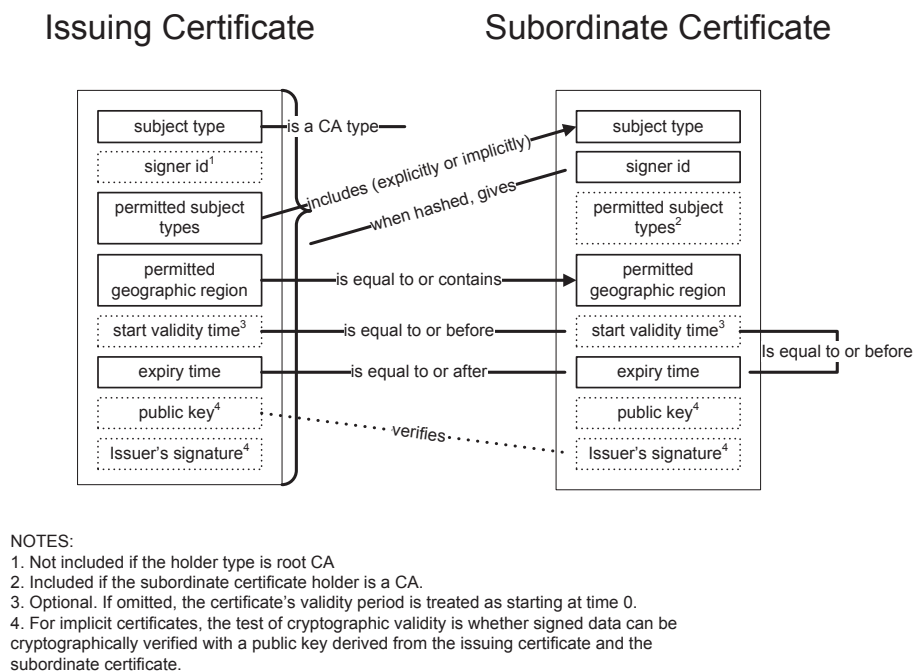 Issuing Certificate
Subordinate Certificate
subject type
is a CA type
subject type
signer id1
includes (explicitly or implicitly)
signer id
permitted subject
types
when hashed, gives
permitted subject
types2
permitted
geographic region
is equal to or contains
permitted
geographic region
start validity time3
is equal to or before
start validity time3
Is equal to or before
expiry time
is equal to or after
expiry time
public key4
verifies
public key4
Issuer's signature4
Issuer's signature4
NOTES:
1. Not included if the holder type is root CA
2. Included if the subordinate certificate holder is a CA.
3. Optional. If omitted, the certificate's validity period is treated as starting at time 0.
4. For implicit certificates, the test of cryptographic validity is whether signed data can be
cryptographically verified with a public key derived from the issuing certificate and the
subordinate certificate.